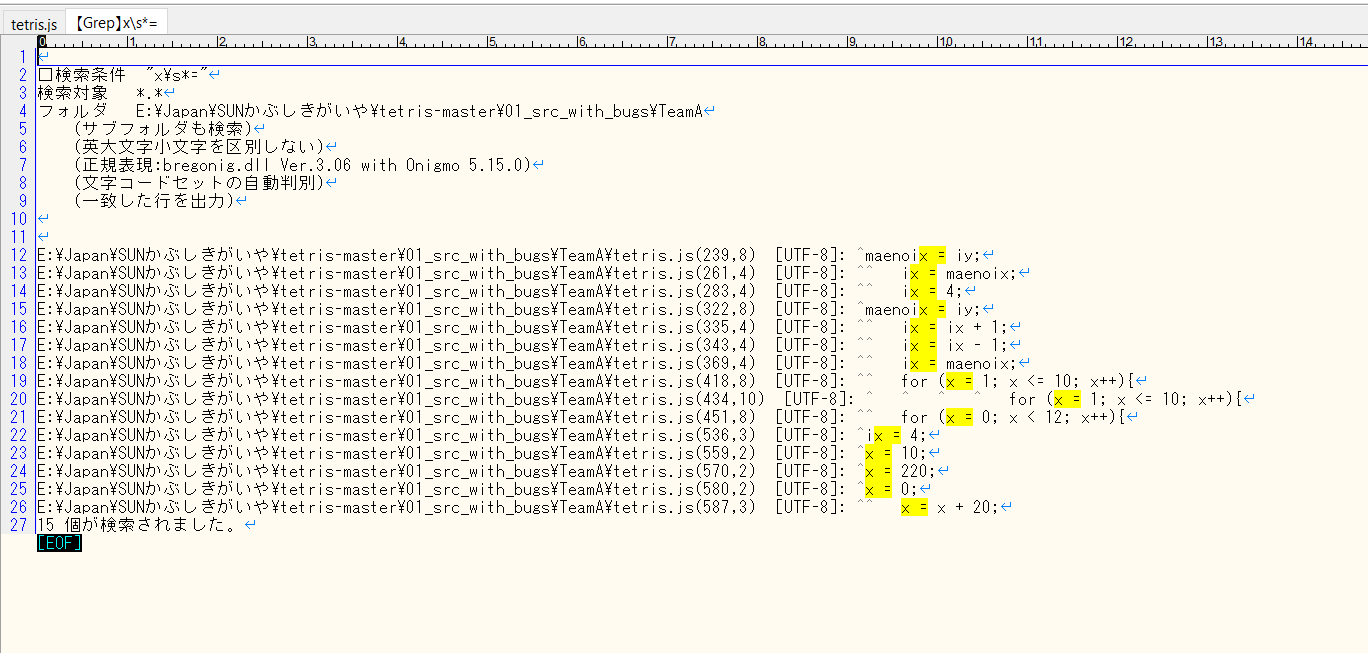 tetris.js 【Grep】x\s*=
0 1 2 3 4 5 6 7 8 9 10 11 12 13 14
1
2 □検索条件 "x\s*="
3 検索対象 *.*
4 フォルダ E:\Japan\SUNかぶしきがいや\tetris-master\01_src_with_bugs\TeamA
5 (サブフォルダも検索)
6 (英大文字小文字を区別しない)
7 (正規表現:bregonig.dll Ver.3.06 with Onigmo 5.15.0)
8 (文字コードセットの自動判別)
9 (一致した行を出力)
10
11
12 E:\Japan\SUNかぶしきがいや\tetris-master\01_src_with_bugs\TeamA\tetris.js(239,8) [UTF-8]: ^maenoix = iy;
13 E:\Japan\SUNかぶしきがいや\tetris-master\01_src_with_bugs\TeamA\tetris.js(261,4) [UTF-8]: ^^ ix = maenoix;
14 E:\Japan\SUNかぶしきがいや\tetris-master\01_src_with_bugs\TeamA\tetris.js(283,4) [UTF-8]: ^^ ix = 4;
15 E:\Japan\SUNかぶしきがいや\tetris-master\01_src_with_bugs\TeamA\tetris.js(322,8) [UTF-8]: ^maenoix = iy;
16 E:\Japan\SUNかぶしきがいや\tetris-master\01_src_with_bugs\TeamA\tetris.js(335,4) [UTF-8]: ^^ ix = ix + 1;
17 E:\Japan\SUNかぶしきがいや\tetris-master\01_src_with_bugs\TeamA\tetris.js(343,4) [UTF-8]: ^^ ix = ix - 1;
18 E:\Japan\SUNかぶしきがいや\tetris-master\01_src_with_bugs\TeamA\tetris.js(369,4) [UTF-8]: ^^ ix = maenoix;
19 E:\Japan\SUNかぶしきがいや\tetris-master\01_src_with_bugs\TeamA\tetris.js(418,8) [UTF-8]: ^^ for (x = 1; x <= 10; x++){
20 E:\Japan\SUNかぶしきがいや\tetris-master\01_src_with_bugs\TeamA\tetris.js(434,10) [UTF-8]: ^ ^ ^ ^ for (x = 1; x <= 10; x++){
21 E:\Japan\SUNかぶしきがいや\tetris-master\01_src_with_bugs\TeamA\tetris.js(451,8) [UTF-8]: ^^ for (x = 0; x < 12; x++){
22 E:\Japan\SUNかぶしきがいや\tetris-master\01_src_with_bugs\TeamA\tetris.js(536,3) [UTF-8]: ^ix = 4;
23 E:\Japan\SUNかぶしきがいや\tetris-master\01_src_with_bugs\TeamA\tetris.js(559,2) [UTF-8]: ^x = 10;
24 E:\Japan\SUNかぶしきがいや\tetris-master\01_src_with_bugs\TeamA\tetris.js(570,2) [UTF-8]: ^x = 220;
25 E:\Japan\SUNかぶしきがいや\tetris-master\01_src_with_bugs\TeamA\tetris.js(580,2) [UTF-8]: ^x = 0;
26 E:\Japan\SUNかぶしきがいや\tetris-master\01_src_with_bugs\TeamA\tetris.js(587,3) [UTF-8]: ^^ x = x + 20;
27 15 個が検索されました。
[EOF]